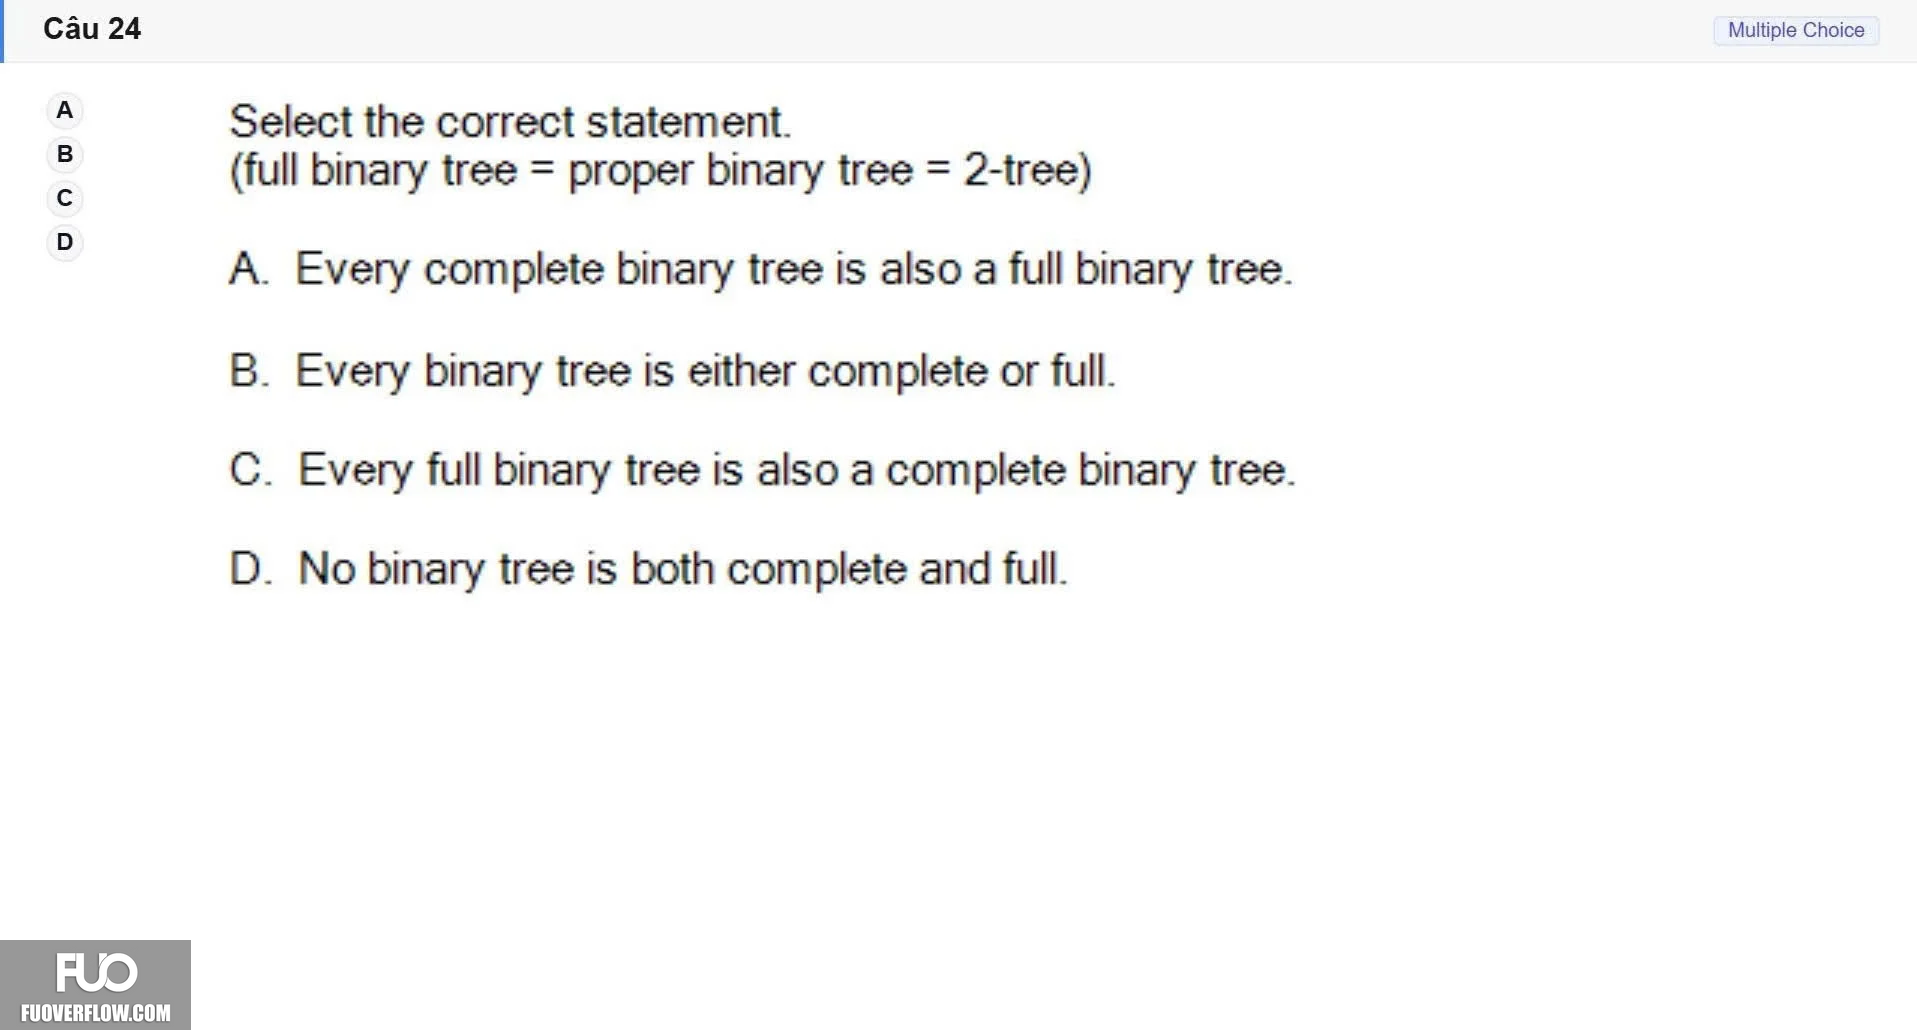 Câu 24
Multiple Choice
A
B
C
D
Select the correct statement.
(full binary tree = proper binary tree = 2-tree)
A. Every complete binary tree is also a full binary tree.
B. Every binary tree is either complete or full.
C. Every full binary tree is also a complete binary tree.
D. No binary tree is both complete and full.
FUO
FUOVERFLOW.COM